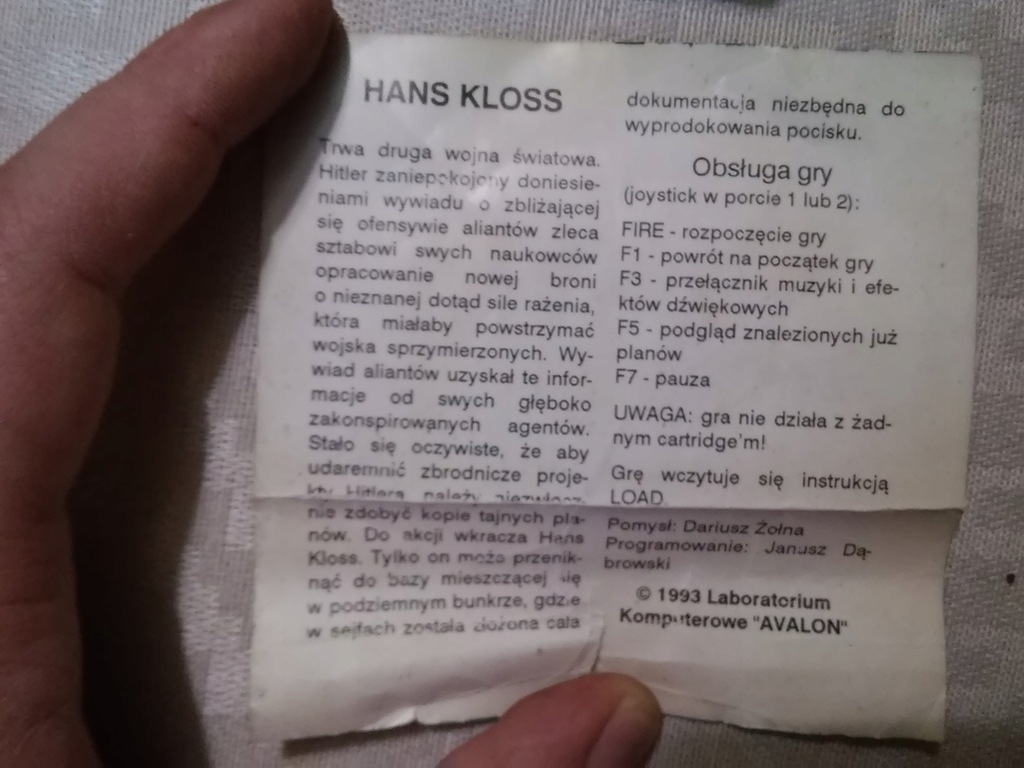 HANS KLOSS
Trwa druga wojna światowa.
Hitler zaniepokojony doniesie-
niami wywiadu o zbliżającej
się ofensywie aliantów zleca
sztabowi swych naukowców
opracowanie nowej broni
o nieznanej dotąd sile rażenia,
która miałaby powstrzymać
wojska sprzymierzonych. Wy-
wiad aliantów uzyskał te infor-
macje od swych głęboko
zakonspirowanych agentów.
Stało się oczywiste, że aby
udaremnić zbrodnicze proje-
kty Hitlera należy niezwłocz-
nie zdobyć kopie tajnych pla-
nów. Do akcji wkracza Hans
Kloss. Tylko on może przenik-
nąć do bazy mieszczącej się
w podziemnym bunkrze, gdzie
w sejfach została złożona cała
dokumentacja niezbędna do
wyprodokowania pocisku.
Obsługa gry
(joystick w porcie 1 lub 2):
FIRE - rozpoczęcie gry
F1 - powrót na początek gry
F3 - przełącznik muzyki i efe-
któw dźwiękowych
F5 - podgląd znalezionych już
planów
F7 - pauza
UWAGA: gra nie działa z żad-
nym cartridge'm!
Grę wczytuje się instrukcją
LOAD.
Pomysł: Dariusz Żołna
Programowanie: Janusz Dą-
browski
© 1993 Laboratorium
Komputerowe "AVALON"